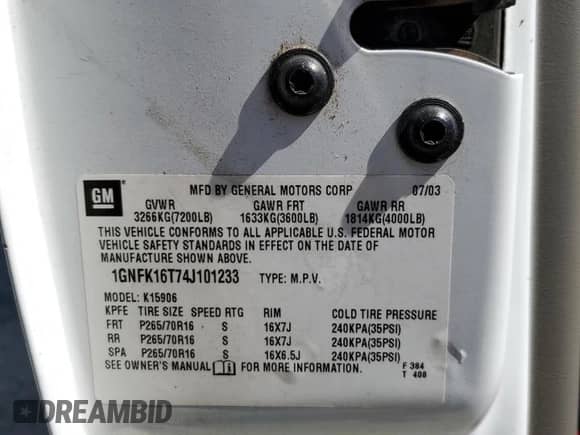 GM
MFD BY GENERAL MOTORS CORP 07/03
GVWR GAWR FRT GAWR RR
3266KG(7200LB) 1633KG(3600LB) 1814KG(4000LB)
THIS VEHICLE CONFORMS TO ALL APPLICABLE U.S. FEDERAL MOTOR
VEHICLE SAFETY STANDARDS IN EFFECT ON THE DATE OF
MANUFACTURE SHOWN ABOVE.
1GNFK16T74J101233 TYPE: M.P.V.
MODEL: K15906
KPFE TIRE SIZE SPEED RTG RIM COLD TIRE PRESSURE
FRT P265/70R16 S 16X7J 240KPA(35PSI)
RR P265/70R16 S 16X7J 240KPA(35PSI)
SPA P265/70R16 S 16X6.5J 240KPA(35PSI)
SEE OWNER'S MANUAL FOR MORE INFORMATION.
F 384
T 408
DREAMBID